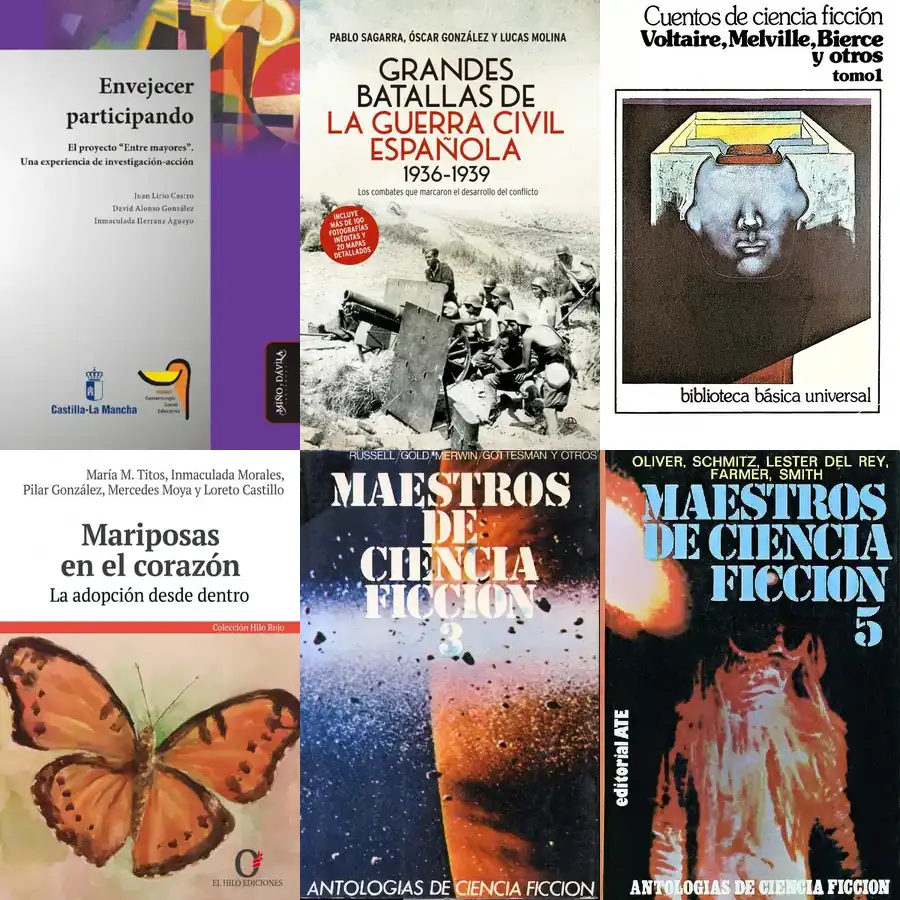 Envejecer
participando
El proyecto "Entre mayores".
Una experiencia de investigación-acción
Juan Lirio Castro
David Alonso González
Inmaculada Herranz Aguayo
Castilla-La Mancha
Gerontología
Social
Educativa
MIÑO y DÁVILA
PABLO SAGARRA, ÓSCAR GONZÁLEZ Y LUCAS MOLINA
GRANDES
BATALLAS DE
LA GUERRA CIVIL
ESPAÑOLA
1936-1939
Los combates que marcaron el desarrollo del conflicto
INCLUYE
MÁS DE 100
FOTOGRAFÍAS
INÉDITAS Y
20 MAPAS
DETALLADOS
Cuentos de ciencia ficción
Voltaire, Melville, Bierce
y otros
tomo 1
biblioteca básica universal
María M. Titos, Inmaculada Morales,
Pilar González, Mercedes Moya y Loreto Castillo
Mariposas
en el corazón
La adopción desde dentro
Colección Hilo Rojo
EL HILO EDICIONES
RUSSELL, GOLD, MERWIN, GOTTESMAN Y OTROS
MAESTROS
DE
CIENCIA
FICCION
3
ANTOLOGIAS DE CIENCIA FICCION
OLIVER, SCHMITZ, LESTER DEL REY,
FARMER, SMITH
MAESTROS
DE CIENCIA
FICCION
5
editorial ATE
ANTOLOGIAS DE CIENCIA FICCION